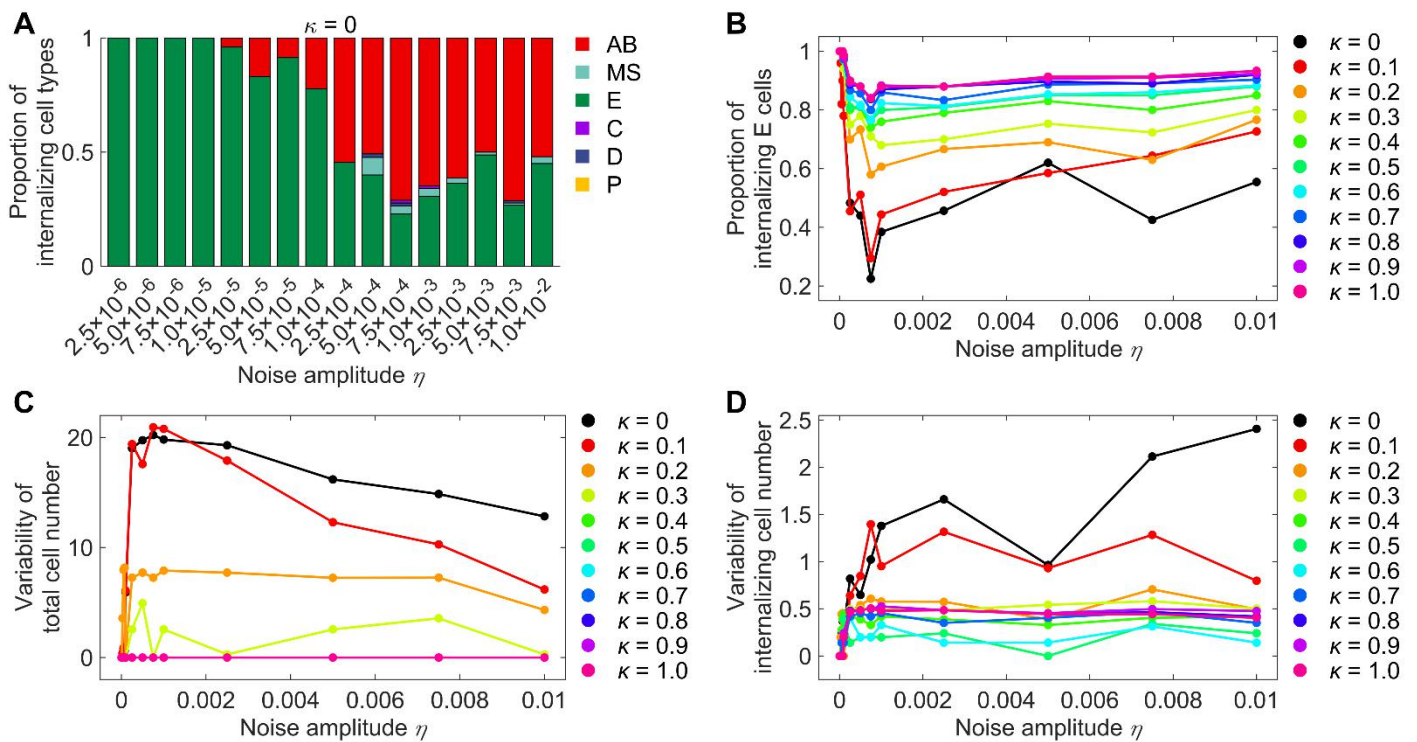 A
κ = 0
Proportion of
internalizing cell types
1
0.5
0
2.5×10⁻⁶
5.0×10⁻⁶
7.5×10⁻⁶
1.0×10⁻⁵
2.5×10⁻⁵
5.0×10⁻⁵
7.5×10⁻⁵
1.0×10⁻⁴
2.5×10⁻⁴
5.0×10⁻⁴
7.5×10⁻⁴
1.0×10⁻³
2.5×10⁻³
5.0×10⁻³
7.5×10⁻³
1.0×10⁻²
Noise amplitude η
AB
MS
E
C
D
P
B
Proportion of
internalizing E cells
1
0.8
0.6
0.4
0.2
0 0.002 0.004 0.006 0.008 0.01
Noise amplitude η
κ = 0
κ = 0.1
κ = 0.2
κ = 0.3
κ = 0.4
κ = 0.5
κ = 0.6
κ = 0.7
κ = 0.8
κ = 0.9
κ = 1.0
C
Variability of
total cell number
20
10
0
0 0.002 0.004 0.006 0.008 0.01
Noise amplitude η
κ = 0
κ = 0.1
κ = 0.2
κ = 0.3
κ = 0.4
κ = 0.5
κ = 0.6
κ = 0.7
κ = 0.8
κ = 0.9
κ = 1.0
D
Variability of
internalizing cell number
2.5
2
1.5
1
0.5
0
0 0.002 0.004 0.006 0.008 0.01
Noise amplitude η
κ = 0
κ = 0.1
κ = 0.2
κ = 0.3
κ = 0.4
κ = 0.5
κ = 0.6
κ = 0.7
κ = 0.8
κ = 0.9
κ = 1.0